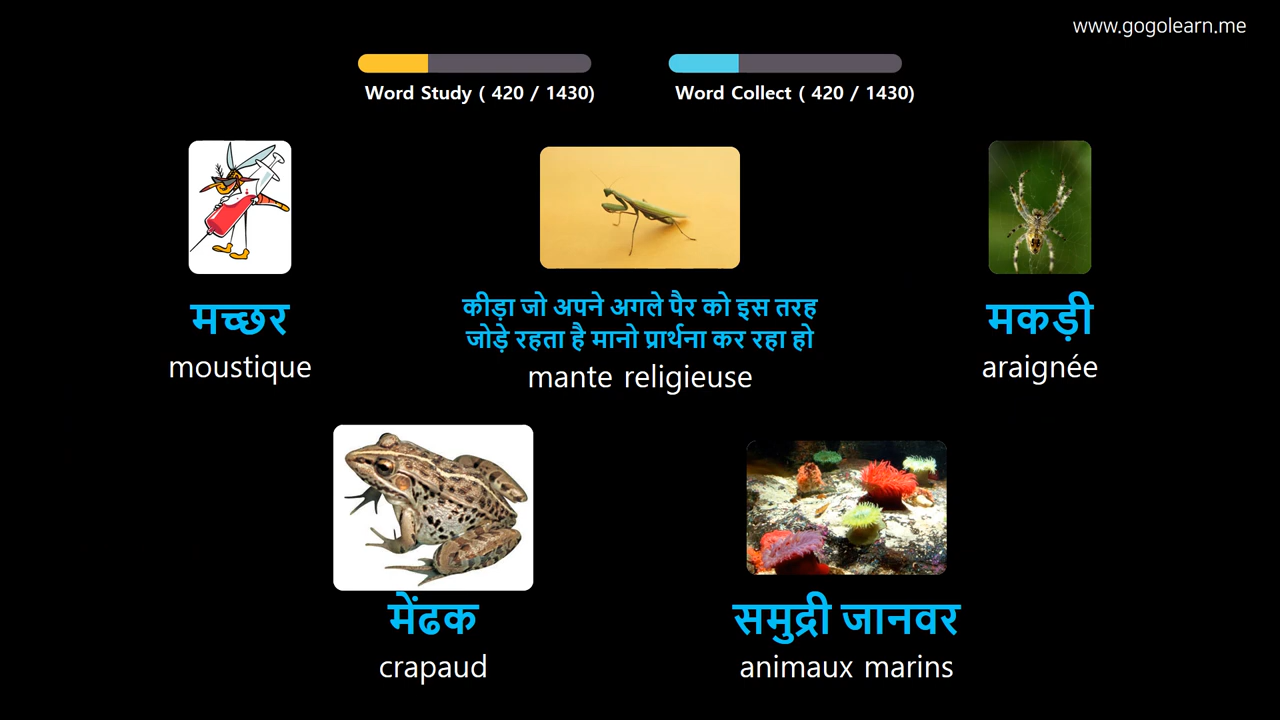 www.gogolearn.me
Word Study ( 420 / 1430)
Word Collect ( 420 / 1430)
मच्छर
moustique
कीड़ा जो अपने अगले पैर को इस तरह
जोड़े रहता है मानो प्रार्थना कर रहा हो
mante religieuse
मकड़ी
araignée
मेंढक
crapaud
समुद्री जानवर
animaux marins